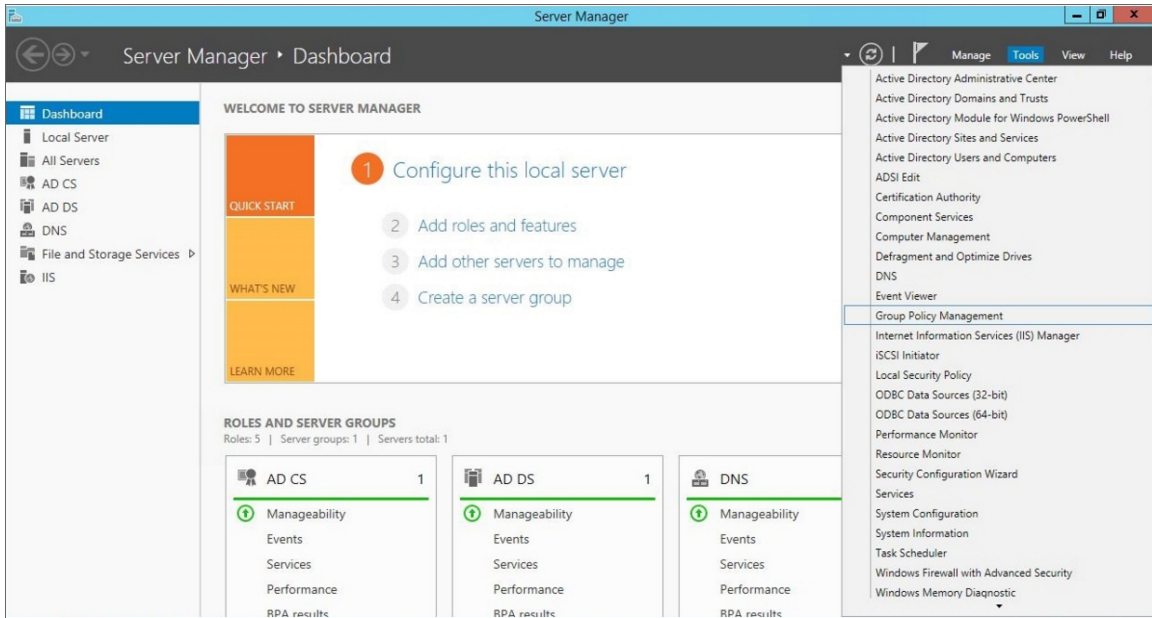 Server Manager
Server Manager ‣ Dashboard
Manage Tools View Help
Dashboard
Local Server
All Servers
AD CS
AD DS
DNS
File and Storage Services
IIS
WELCOME TO SERVER MANAGER
QUICK START
WHAT'S NEW
LEARN MORE
1 Configure this local server
2 Add roles and features
3 Add other servers to manage
4 Create a server group
ROLES AND SERVER GROUPS
Roles: 5 | Server groups: 1 | Servers total: 1
AD CS 1
Manageability
Events
Services
Performance
BPA results
AD DS 1
Manageability
Events
Services
Performance
BPA results
DNS
Manageability
Events
Services
Performance
BPA results
Active Directory Administrative Center
Active Directory Domains and Trusts
Active Directory Module for Windows PowerShell
Active Directory Sites and Services
Active Directory Users and Computers
ADSI Edit
Certification Authority
Component Services
Computer Management
Defragment and Optimize Drives
DNS
Event Viewer
Group Policy Management
Internet Information Services (IIS) Manager
iSCSI Initiator
Local Security Policy
ODBC Data Sources (32-bit)
ODBC Data Sources (64-bit)
Performance Monitor
Resource Monitor
Security Configuration Wizard
Services
System Configuration
System Information
Task Scheduler
Windows Firewall with Advanced Security
Windows Memory Diagnostic